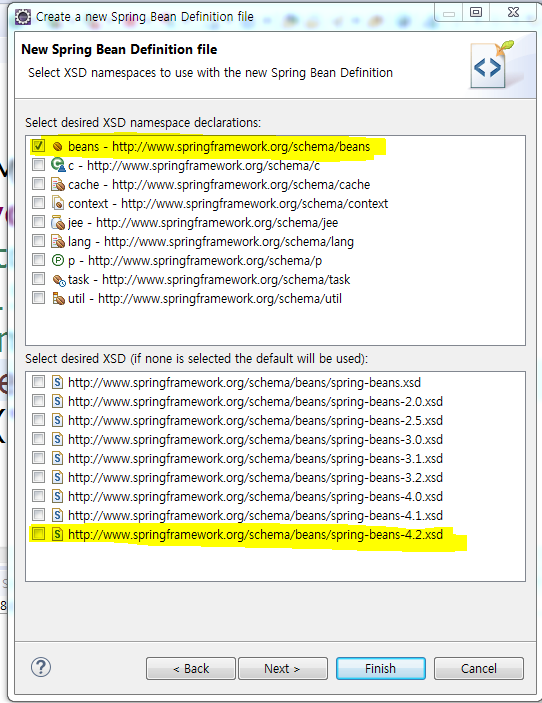 Create a new Spring Bean Definition file
New Spring Bean Definition file
Select XSD namespaces to use with the new Spring Bean Definition
Select desired XSD namespace declarations:
beans - http://www.springframework.org/schema/beans
c - http://www.springframework.org/schema/c
cache - http://www.springframework.org/schema/cache
context - http://www.springframework.org/schema/context
jee - http://www.springframework.org/schema/jee
lang - http://www.springframework.org/schema/lang
p - http://www.springframework.org/schema/p
task - http://www.springframework.org/schema/task
util - http://www.springframework.org/schema/util
Select desired XSD (if none is selected the default will be used):
http://www.springframework.org/schema/beans/spring-beans.xsd
http://www.springframework.org/schema/beans/spring-beans-2.0.xsd
http://www.springframework.org/schema/beans/spring-beans-2.5.xsd
http://www.springframework.org/schema/beans/spring-beans-3.0.xsd
http://www.springframework.org/schema/beans/spring-beans-3.1.xsd
http://www.springframework.org/schema/beans/spring-beans-3.2.xsd
http://www.springframework.org/schema/beans/spring-beans-4.0.xsd
http://www.springframework.org/schema/beans/spring-beans-4.1.xsd
http://www.springframework.org/schema/beans/spring-beans-4.2.xsd
< Back
Next >
Finish
Cancel